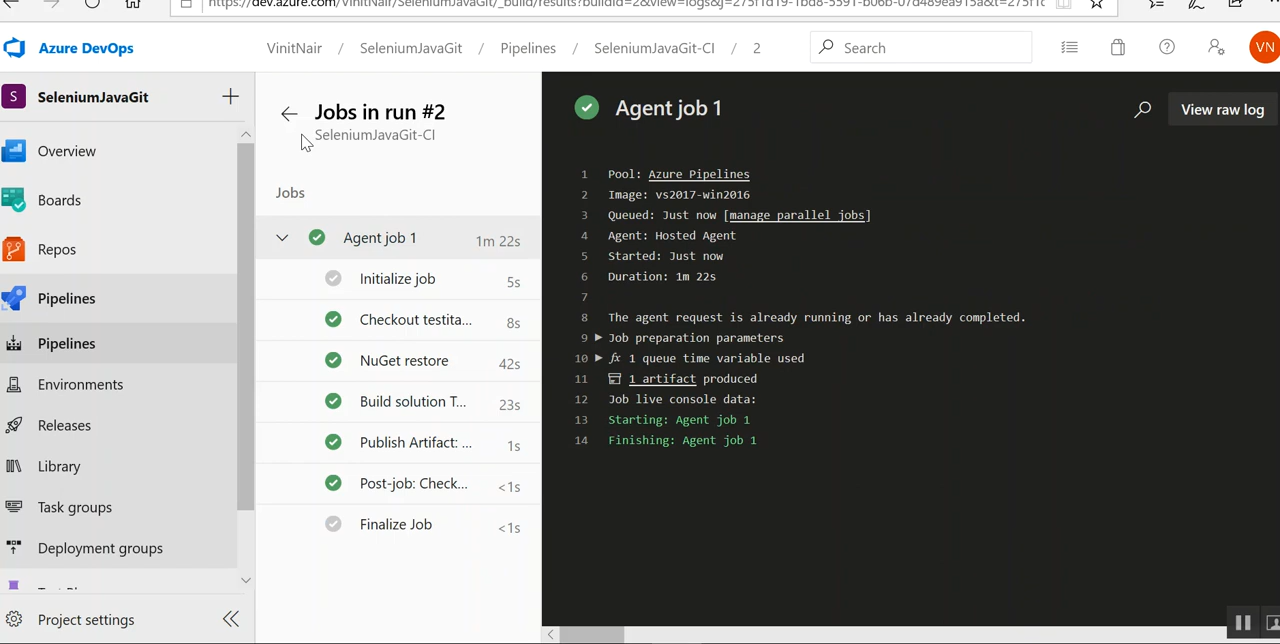 https://dev.azure.com/VinitNair/SeleniumJavaGit/_build/results?buildId=2&view=logs&j=275f1d19-1bd8-5591-b06b-07d489ea915a&t=275f1d
Azure DevOps
VinitNair / SeleniumJavaGit / Pipelines / SeleniumJavaGit-CI / 2
Search
VN
S SeleniumJavaGit
Overview
Boards
Repos
Pipelines
Pipelines
Environments
Releases
Library
Task groups
Deployment groups
Project settings
Jobs in run #2
SeleniumJavaGit-CI
Jobs
Agent job 1 1m 22s
Initialize job 5s
Checkout testita... 8s
NuGet restore 42s
Build solution T... 23s
Publish Artifact: ... 1s
Post-job: Check... <1s
Finalize Job <1s
Agent job 1
View raw log
1 Pool: Azure Pipelines
2 Image: vs2017-win2016
3 Queued: Just now [manage parallel jobs]
4 Agent: Hosted Agent
5 Started: Just now
6 Duration: 1m 22s
7
8 The agent request is already running or has already completed.
9 Job preparation parameters
10 fx 1 queue time variable used
11 1 artifact produced
12 Job live console data:
13 Starting: Agent job 1
14 Finishing: Agent job 1